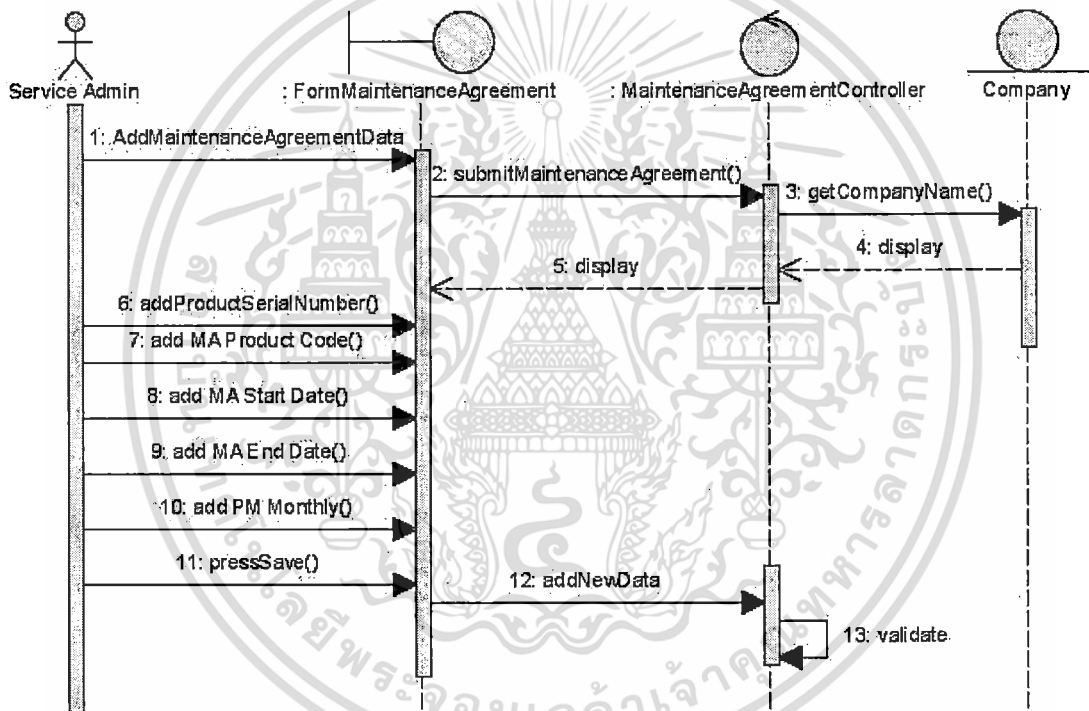 Service Admin
: FormMaintenanceAgreement
: MaintenanceAgreementController
Company
1: AddMaintenanceAgreementData
2: submitMaintenanceAgreement()
3: getCompanyName()
4: display
5: display
6: addProductSerialNumber()
7: add MA Product Code()
8: add MA Start Date()
9: add MA End Date()
10: add PM Monthly()
11: pressSave()
12: addNewData
13: validate